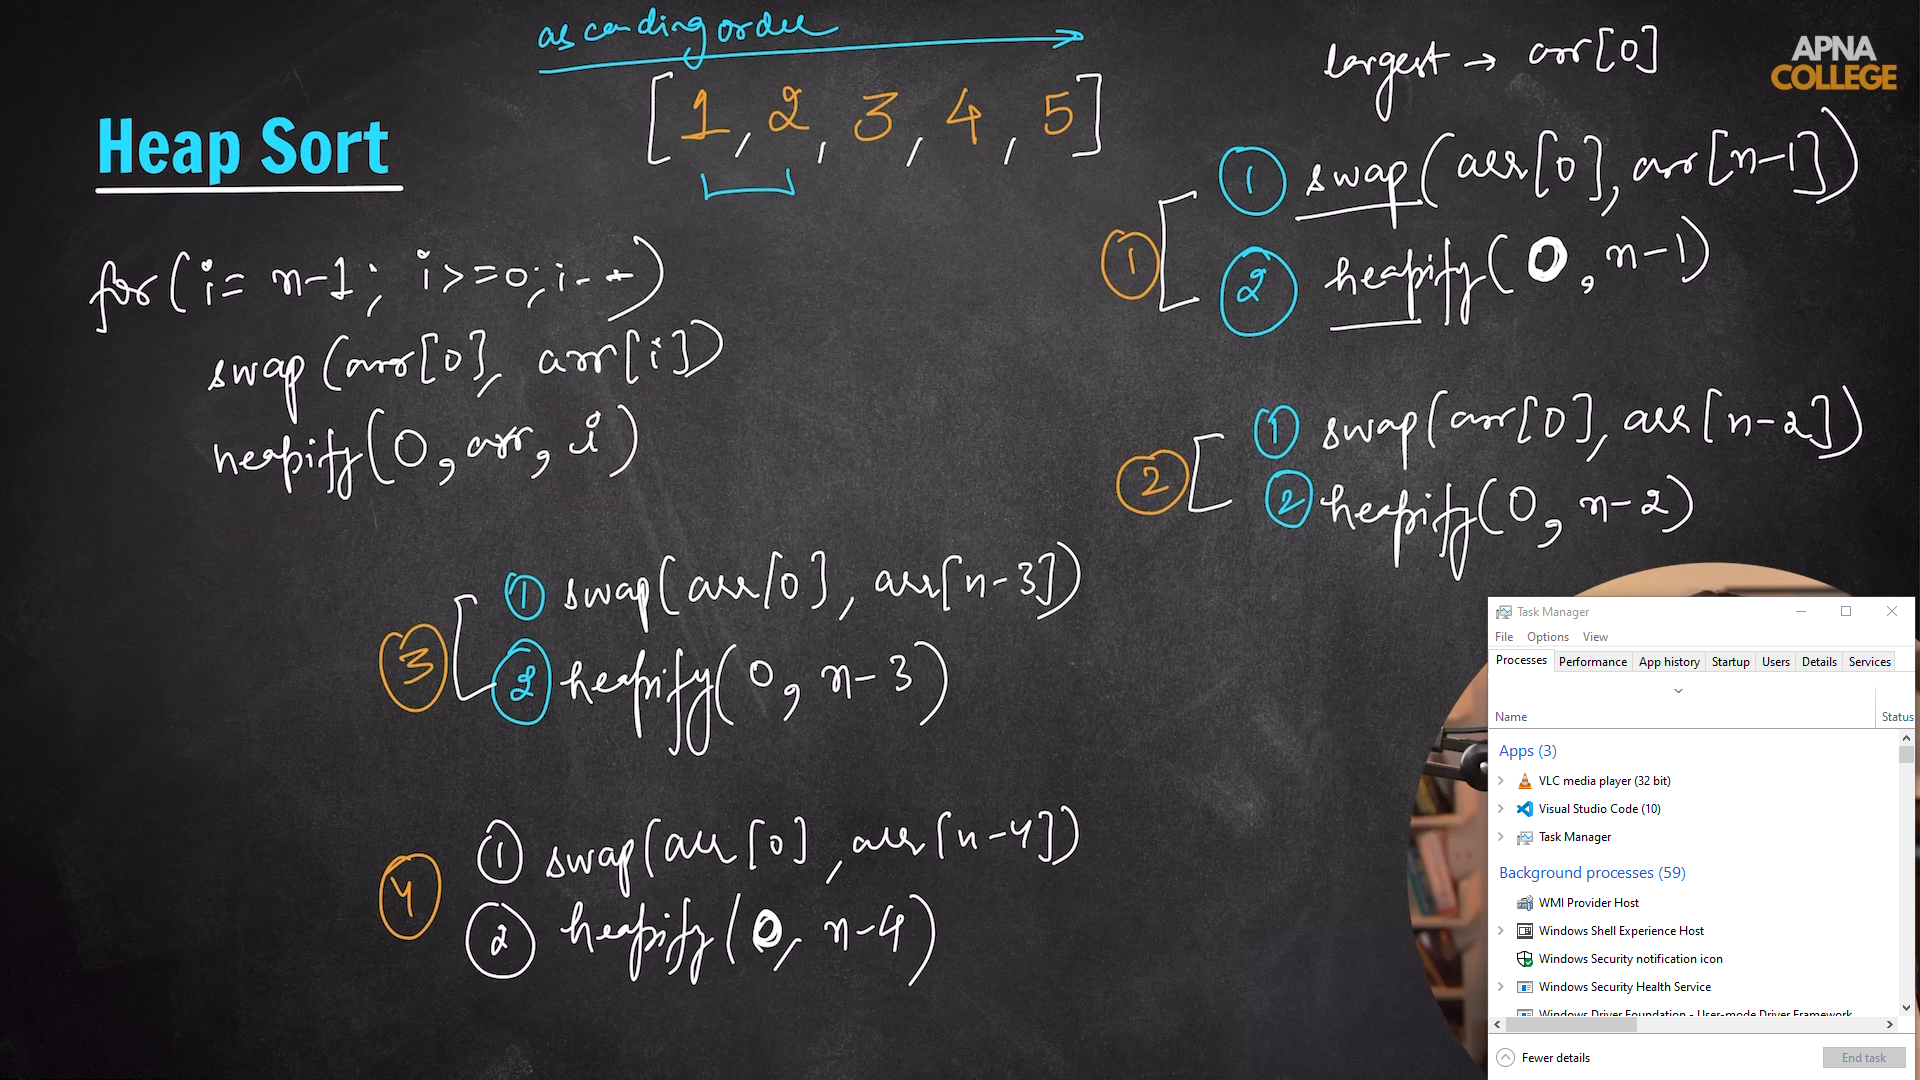 ascending order
[1, 2, 3, 4, 5]
largest → arr[0]
APNA
COLLEGE
Heap Sort
for(i= n-1; i>=0; i--)
swap(arr[0], arr[i])
heapify(0, arr, i)
1
1 swap(arr[0], arr[n-1])
2 heapify(0, n-1)
2
1 swap(arr[0], arr[n-2])
2 heapify(0, n-2)
3
1 swap(arr[0], arr[n-3])
2 heapify(0, n-3)
4
1 swap(arr[0], arr[n-4])
2 heapify(0, n-4)
Task Manager
File Options View
Processes Performance App history Startup Users Details Services
Name Status
Apps (3)
VLC media player (32 bit)
Visual Studio Code (10)
Task Manager
Background processes (59)
WMI Provider Host
Windows Shell Experience Host
Windows Security notification icon
Windows Security Health Service
Windows Driver Foundation - User-mode Driver Framework
Fewer details End task